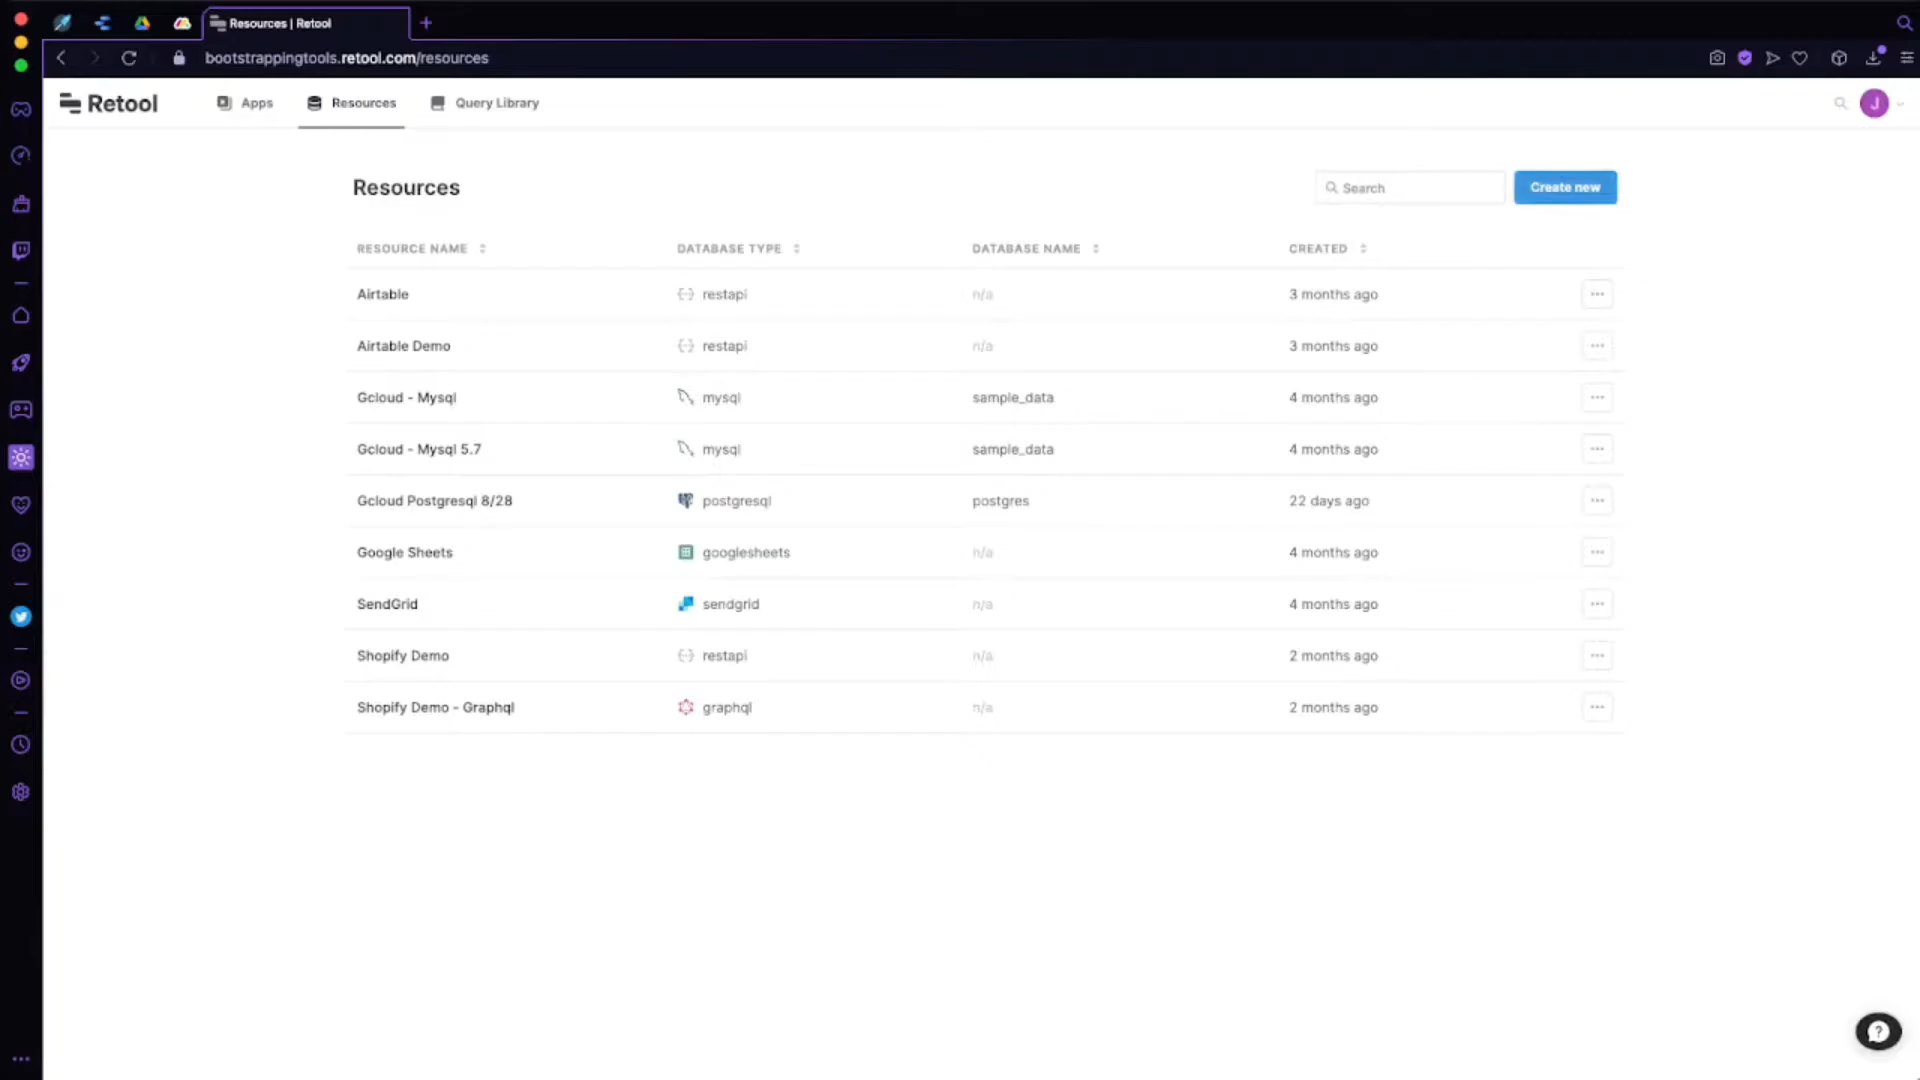 Resources | Retool
bootstrappingtools.retool.com/resources
Retool
Apps
Resources
Query Library
J
Resources
Search
Create new
RESOURCE NAME DATABASE TYPE DATABASE NAME CREATED
Airtable restapi n/a 3 months ago
Airtable Demo restapi n/a 3 months ago
Gcloud - Mysql mysql sample_data 4 months ago
Gcloud - Mysql 5.7 mysql sample_data 4 months ago
Gcloud Postgresql 8/28 postgresql postgres 22 days ago
Google Sheets googlesheets n/a 4 months ago
SendGrid sendgrid n/a 4 months ago
Shopify Demo restapi n/a 2 months ago
Shopify Demo - Graphql graphql n/a 2 months ago
?